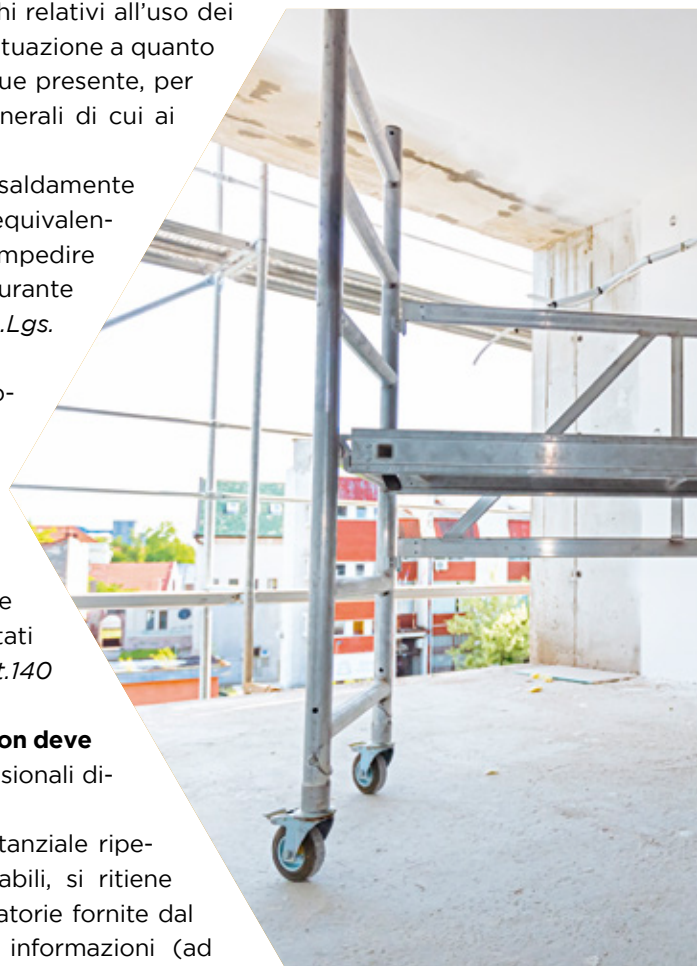 hi relativi all’uso dei
tuazione a quanto
ue presente, per
nerali di cui ai
saldamente
equivalen-
mpedire
urante
.Lgs.
o-
e
tati
t.140
on deve
sionali di-
tanziale ripe-
abili, si ritiene
atorie fornite dal
informazioni (ad